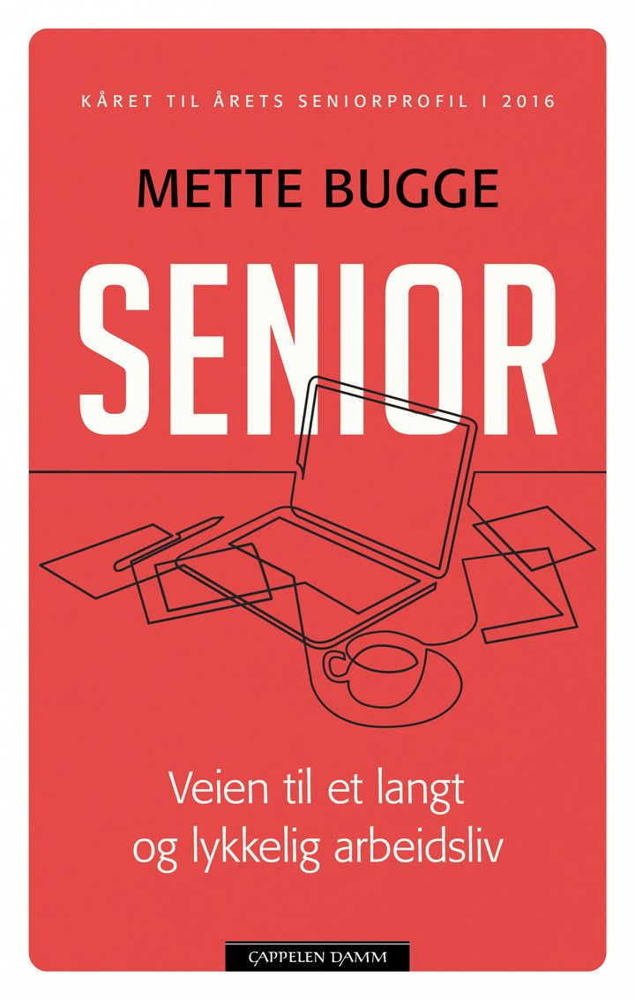 KÅRET TIL ÅRETS SENIORPROFIL I 2016
METTE BUGGE
SENIOR
Veien til et langt
og lykkelig arbeidsliv
CAPPELEN DAMM